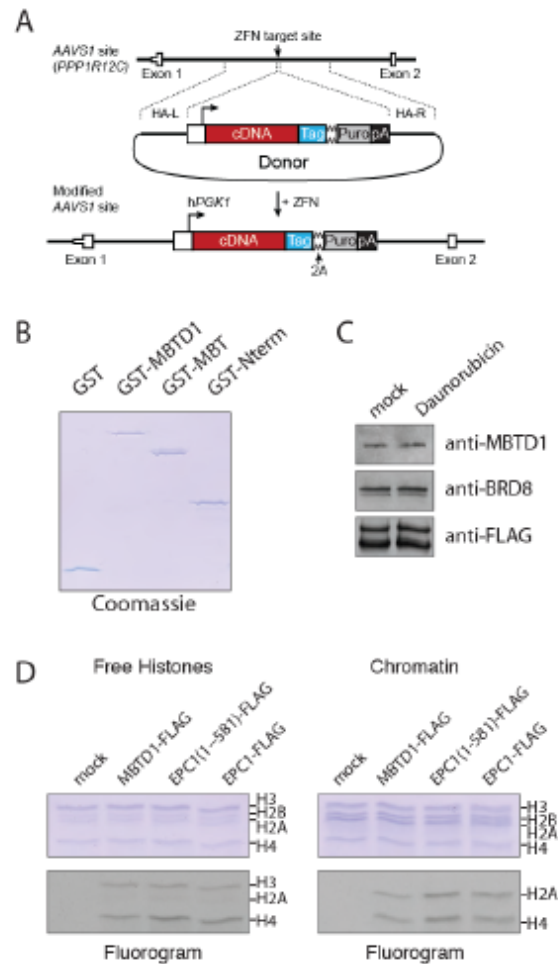 A
ZFN target site
AAVS1 site
(PPP1R12C)
Exon 1
Exon 2
HA-L
HA-R
cDNA
Tag
Puro
pA
Donor
Modified
AAVS1 site
hPGK1
+ ZFN
cDNA
Tag
Puro
pA
Exon 1
2A
Exon 2
B
GST
GST-MBTD1
GST-MBT
GST-Nterm
Coomassie
C
mock
Daunorubicin
anti-MBTD1
anti-BRD8
anti-FLAG
D
Free Histones
mock
MBTD1-FLAG
EPC1(1-581)-FLAG
EPC1-FLAG
H3
H2B
H2A
H4
H3
H2A
H4
Fluorogram
Chromatin
mock
MBTD1-FLAG
EPC1(1-581)-FLAG
EPC1-FLAG
H3
H2B
H2A
H4
H2A
H4
Fluorogram